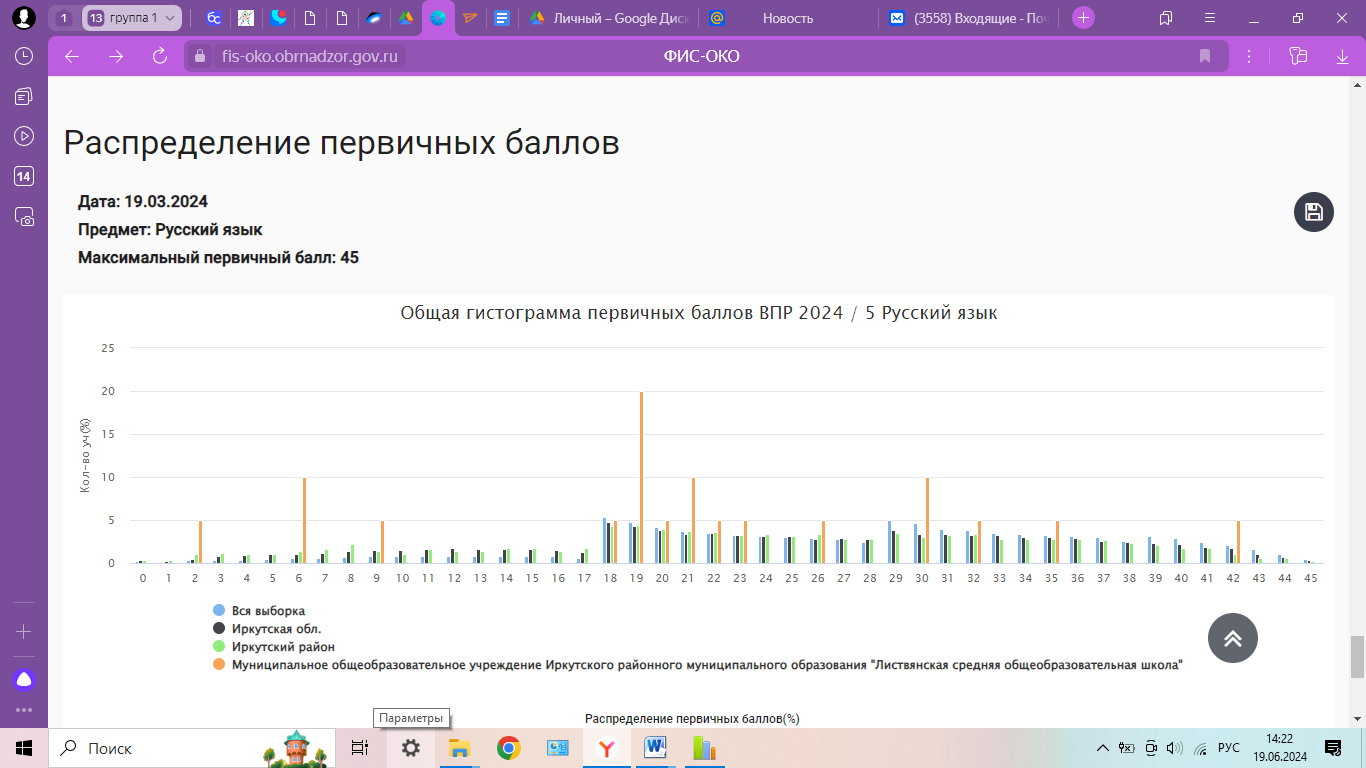 1
13 группа 1
Личный – Google Диск
Новость
(3558) Входящие - Поч
fis-oko.obrnadzor.gov.ru
ФИС-ОКО
14
Распределение первичных баллов
Дата: 19.03.2024
Предмет: Русский язык
Максимальный первичный балл: 45
Общая гистограмма первичных баллов ВПР 2024 / 5 Русский язык
25
20
15
10
5
0
Кол-во уч(%)
0 1 2 3 4 5 6 7 8 9 10 11 12 13 14 15 16 17 18 19 20 21 22 23 24 25 26 27 28 29 30 31 32 33 34 35 36 37 38 39 40 41 42 43 44 45
Вся выборка
Иркутская обл.
Иркутский район
Муниципальное общеобразовательное учреждение Иркутского районного муниципального образования "Листвянская средняя общеобразовательная школа"
Параметры
Распределение первичных баллов(%)
Поиск
РУС
14:22
19.06.2024